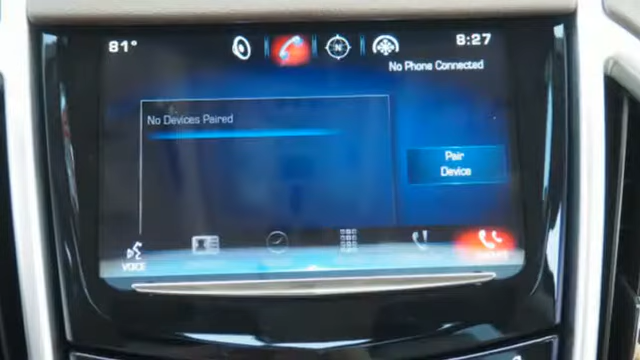 81°
8:27
No Phone Connected
No Devices Paired
Pair
Device
VOICE